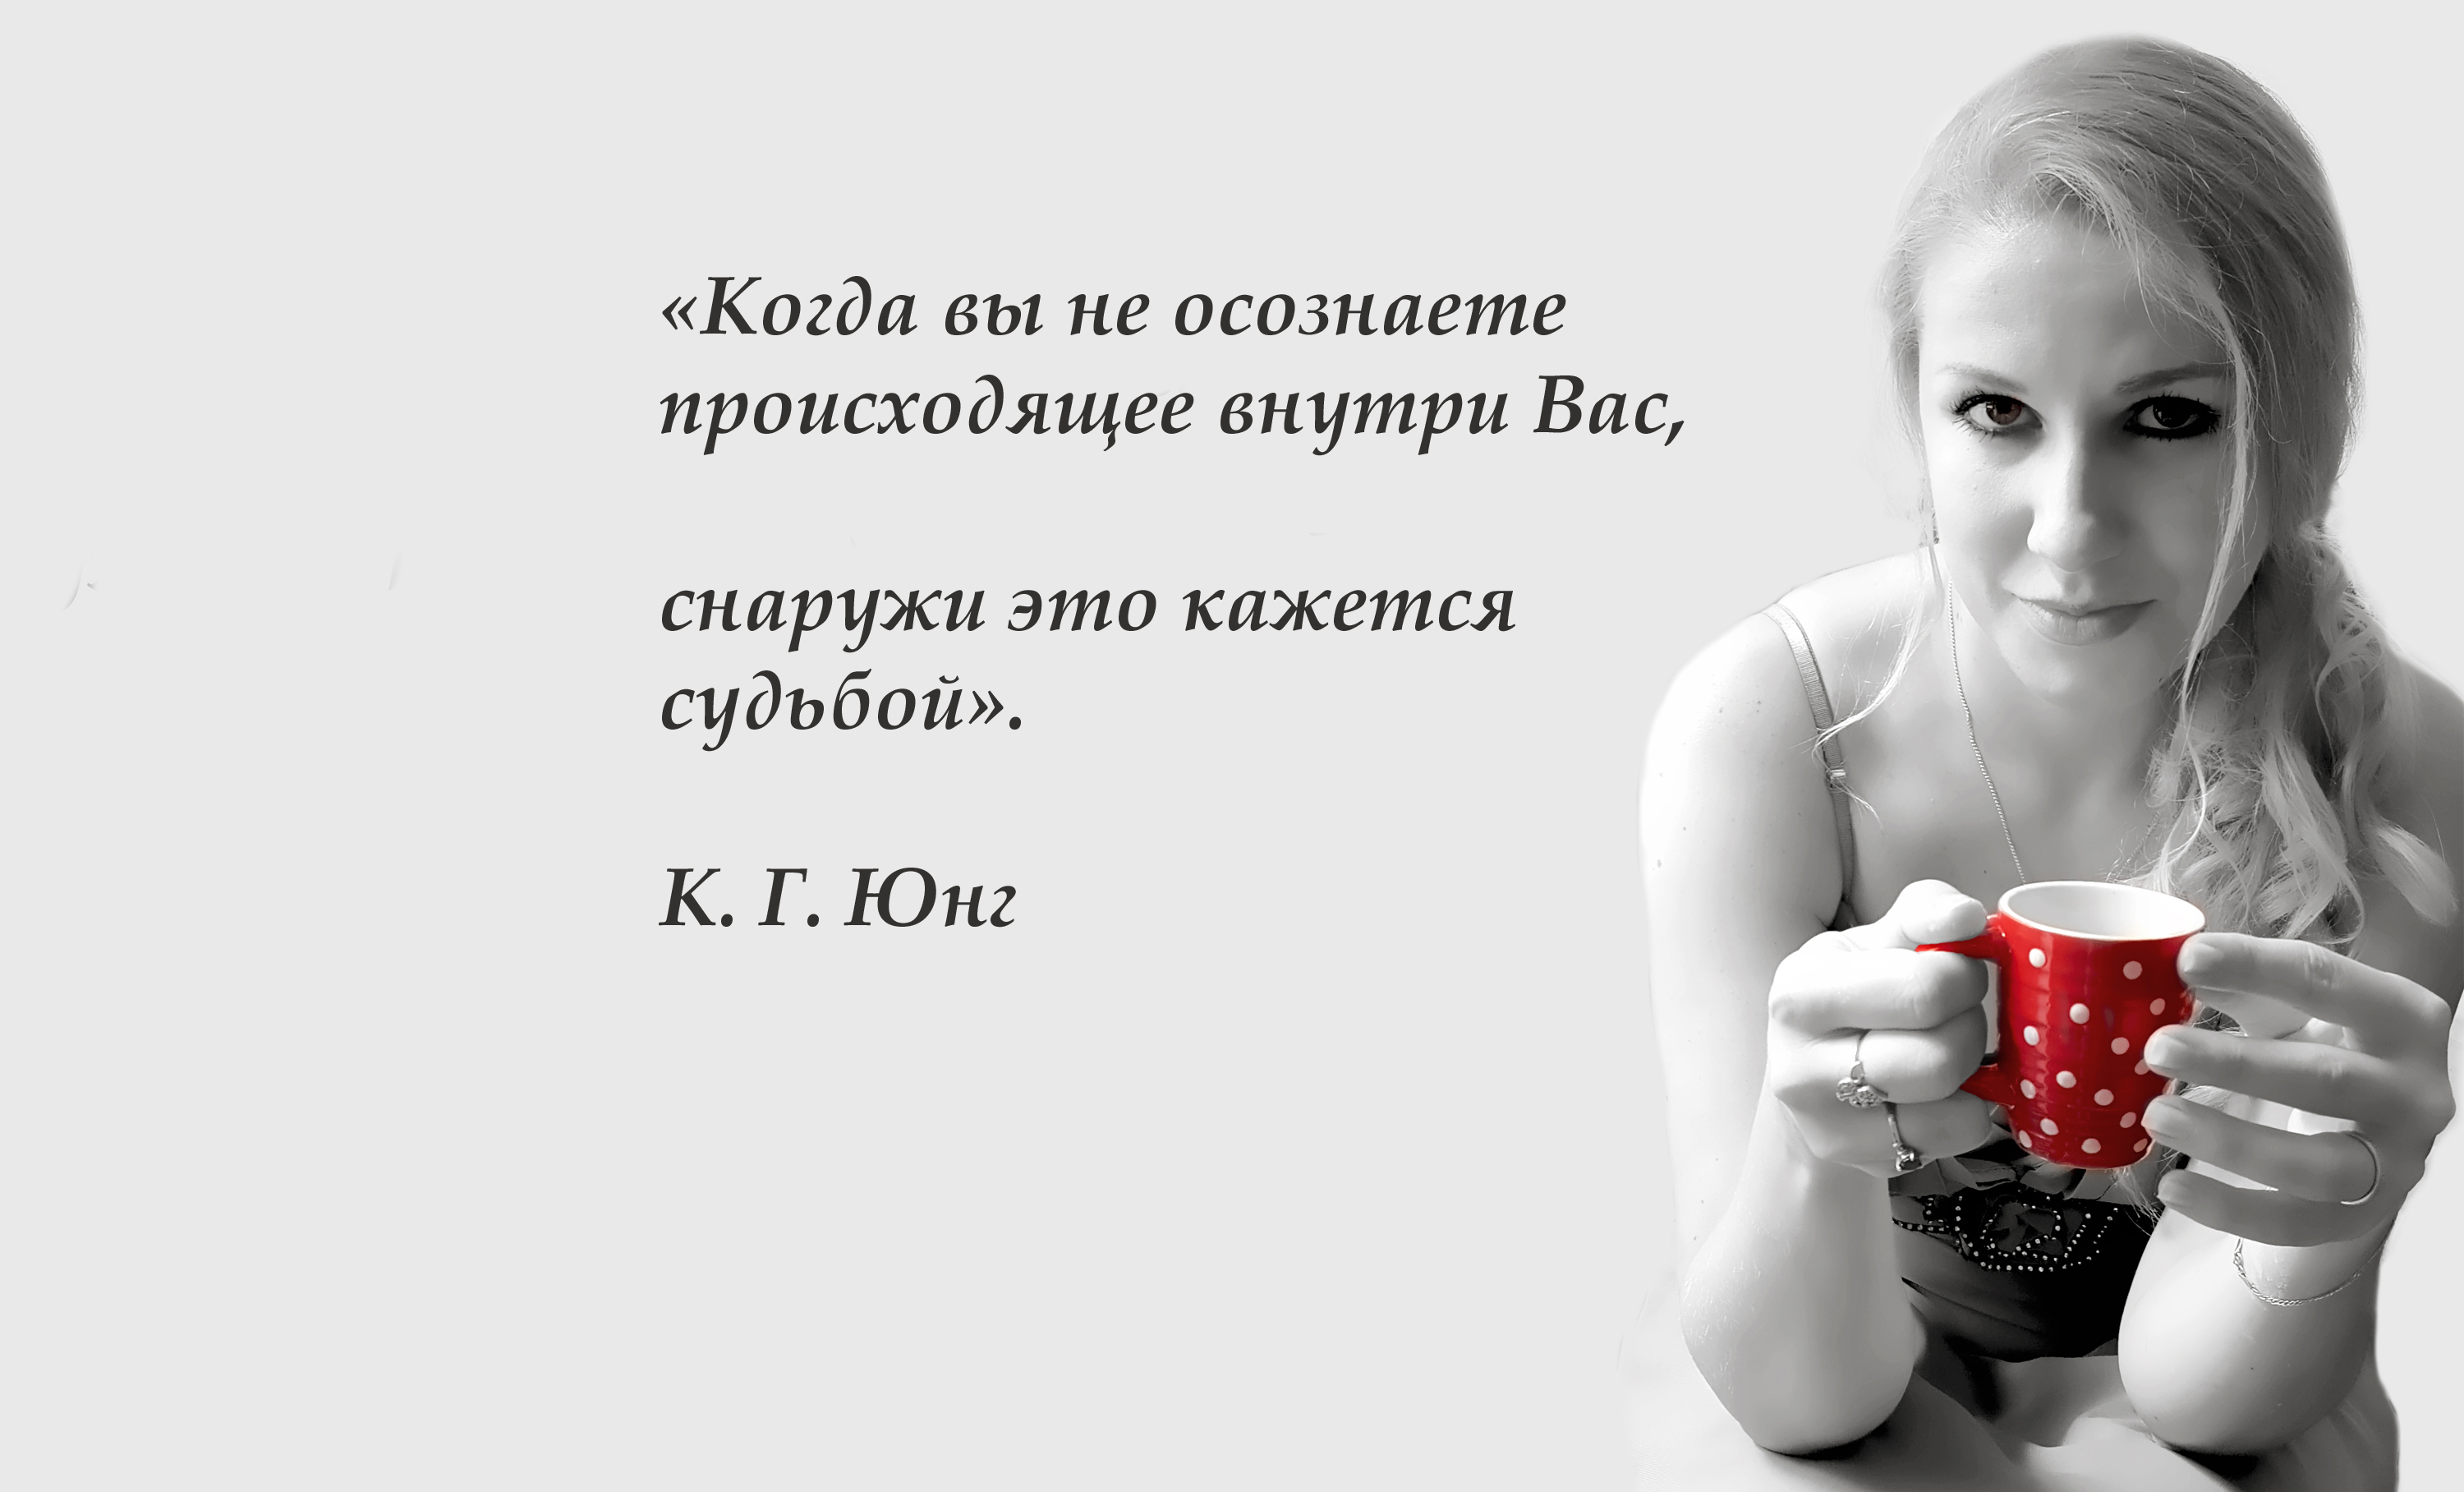 «Когда вы не осознаете
происходящее внутри Вас,
снаружи это кажется
судьбой».
К. Г. Юнг